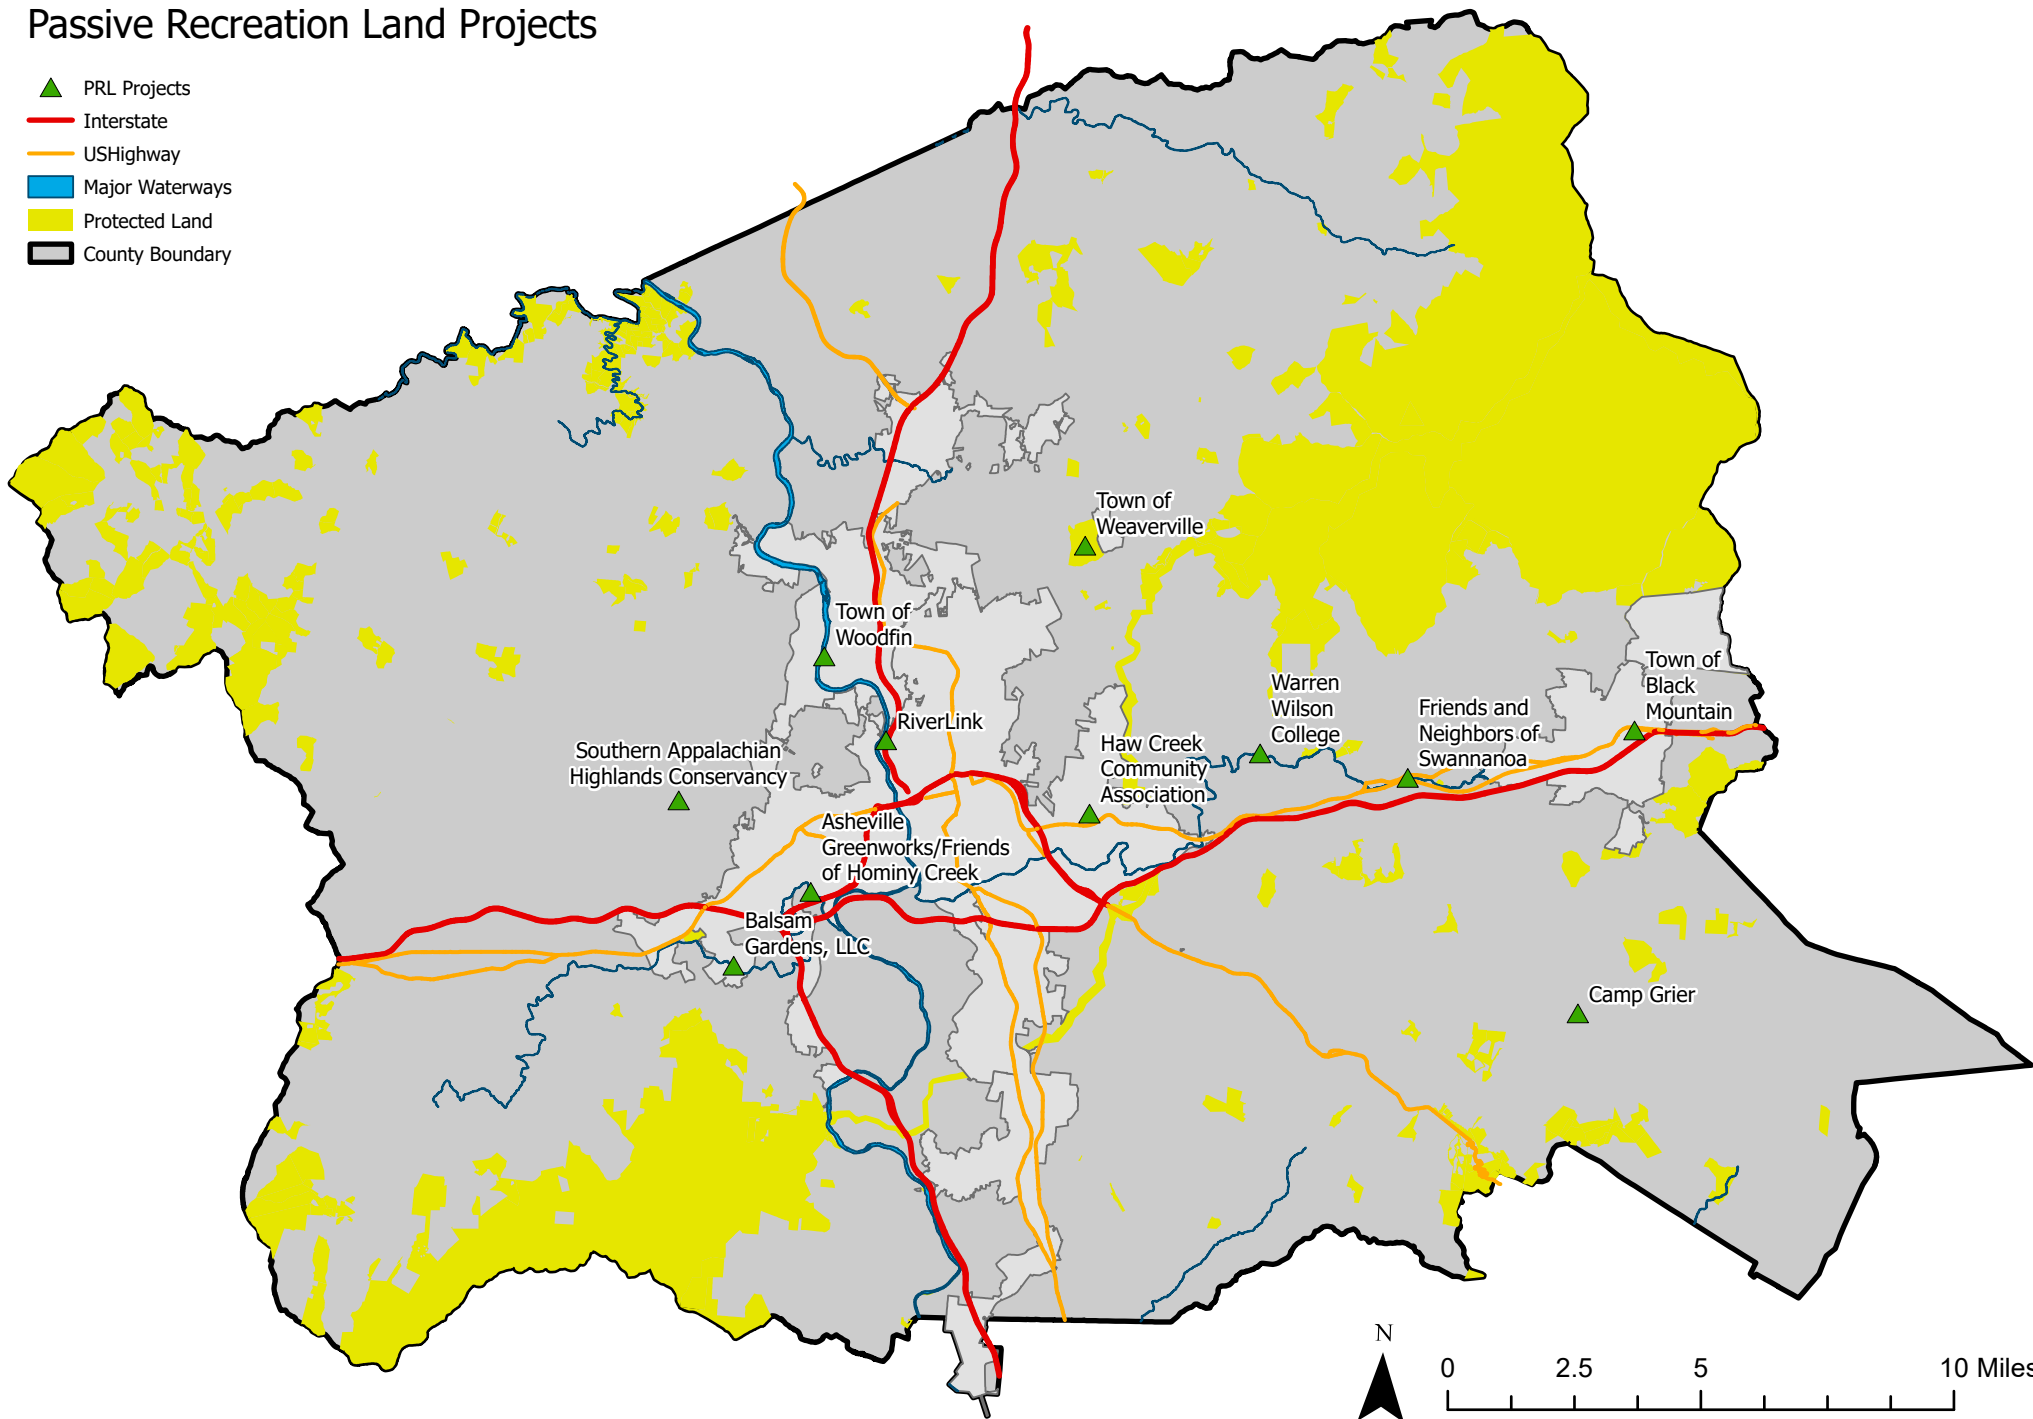 Passive Recreation Land Projects
PRL Projects
Interstate
USHighway
Major Waterways
Protected Land
County Boundary
Town of
Weaverville
Town of
Woodfin
RiverLink
Southern Appalachian
Highlands Conservancy
Haw Creek
Community
Association
Warren
Wilson
College
Friends and
Neighbors of
Swannanoa
Town of
Black
Mountain
Asheville
Greenworks/Friends
of Hominy Creek
Balsam
Gardens, LLC
Camp Grier
N
0 2.5 5 10 Miles